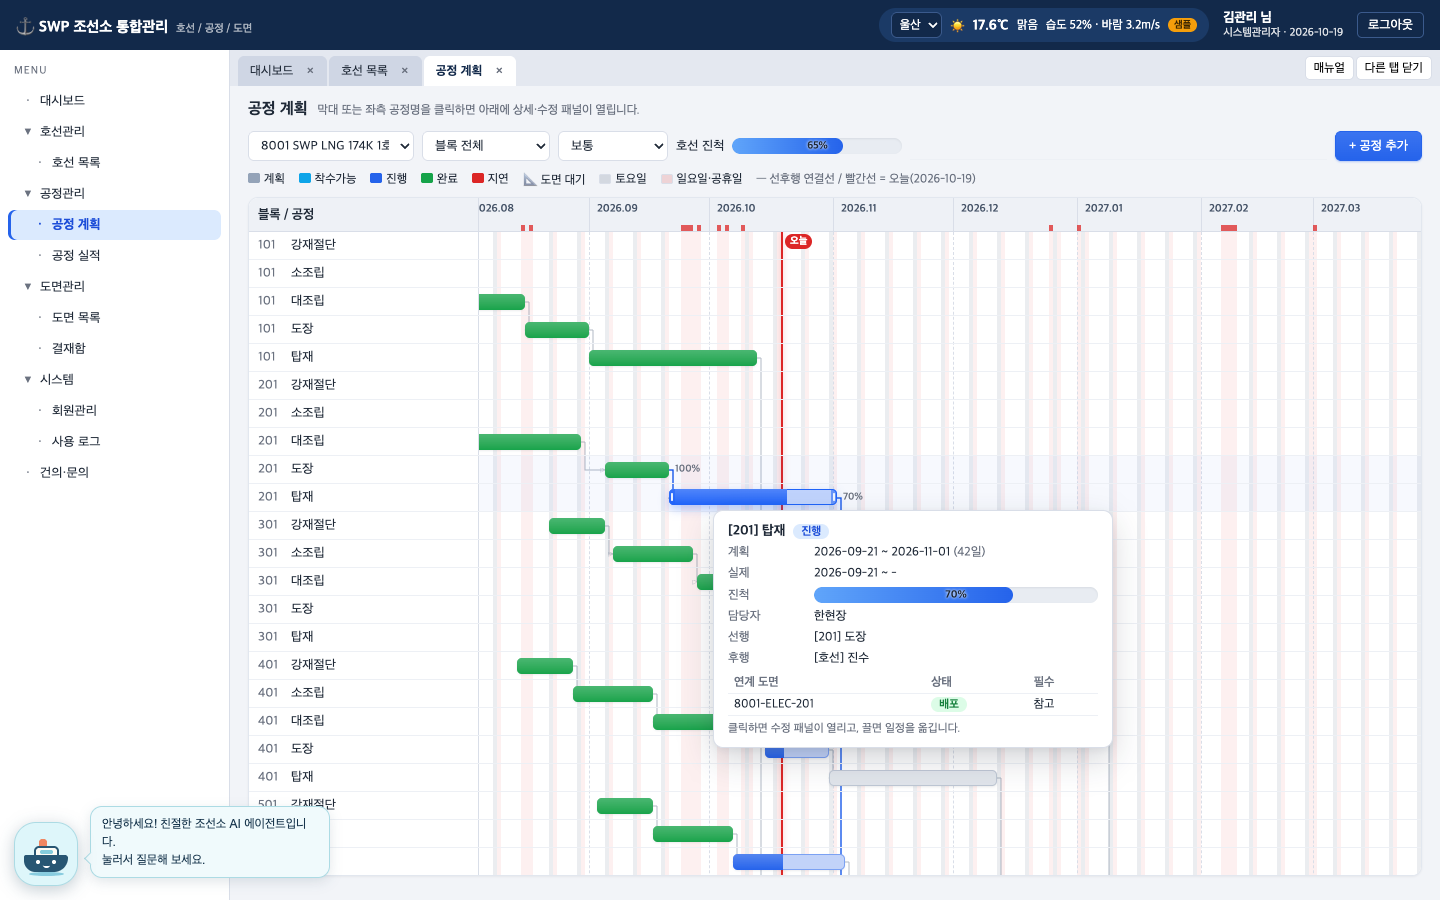 SWP 조선소 통합관리 호선 / 공정 / 도면
울산 17.6℃ 맑음 습도 52% · 바람 3.2m/s 샘플
김관리 님
시스템관리자 · 2026-10-19
로그아웃
MENU
· 대시보드
▼ 호선관리
· 호선 목록
▼ 공정관리
· 공정 계획
· 공정 실적
▼ 도면관리
· 도면 목록
· 결재함
▼ 시스템
· 회원관리
· 사용 로그
· 건의·문의
대시보드 × 호선 목록 × 공정 계획 ×
매뉴얼 다른 탭 닫기
공정 계획 막대 또는 좌측 공정명을 클릭하면 아래에 상세·수정 패널이 열립니다.
8001 SWP LNG 174K 1호 블록 전체 보통 호선 진척 65%
+ 공정 추가
계획 착수가능 진행 완료 지연 도면 대기 토요일 일요일·공휴일 — 선후행 연결선 / 빨간선 = 오늘(2026-10-19)
블록 / 공정 026.08 2026.09 2026.10 2026.11 2026.12 2027.01 2027.02 2027.03
101 강재절단 오늘
101 소조립
101 대조립
101 도장
101 탑재
201 강재절단
201 소조립
201 대조립
201 도장 100%
201 탑재 70%
301 강재절단
301 소조립
301 대조립
301 도장
301 탑재
401 강재절단
401 소조립
401 대조립
401 도장
401 탑재
501 강재절단
[201] 탑재 진행
계획 2026-09-21 ~ 2026-11-01 (42일)
실제 2026-09-21 ~ -
진척 70%
담당자 한현장
선행 [201] 도장
후행 [호선] 진수
연계 도면 상태 필수
8001-ELEC-201 배포 참고
클릭하면 수정 패널이 열리고, 끌면 일정을 옮깁니다.
안녕하세요! 친절한 조선소 AI 에이전트입니
다.
눌러서 질문해 보세요.